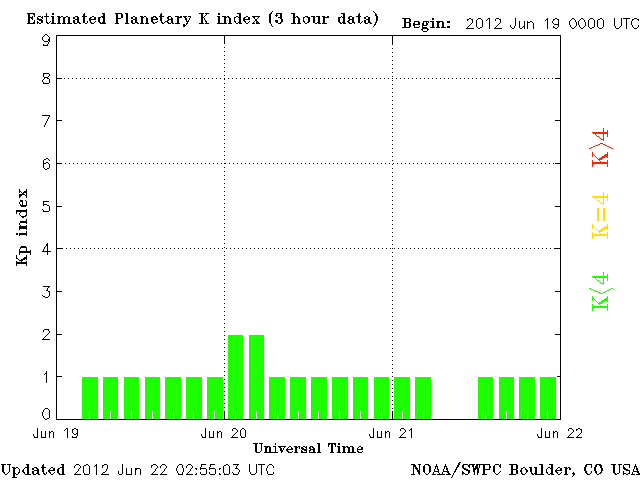 Estimated Planetary K index (3 hour data) Begin: 2012 Jun 19 0000 UTC
9
8
7
6
5
4
3
2
1
0
Kp index
K>4
K=4
K<4
Jun 19 Jun 20 Jun 21 Jun 22
Universal Time
Updated 2012 Jun 22 02:55:03 UTC NOAA/SWPC Boulder, CO USA